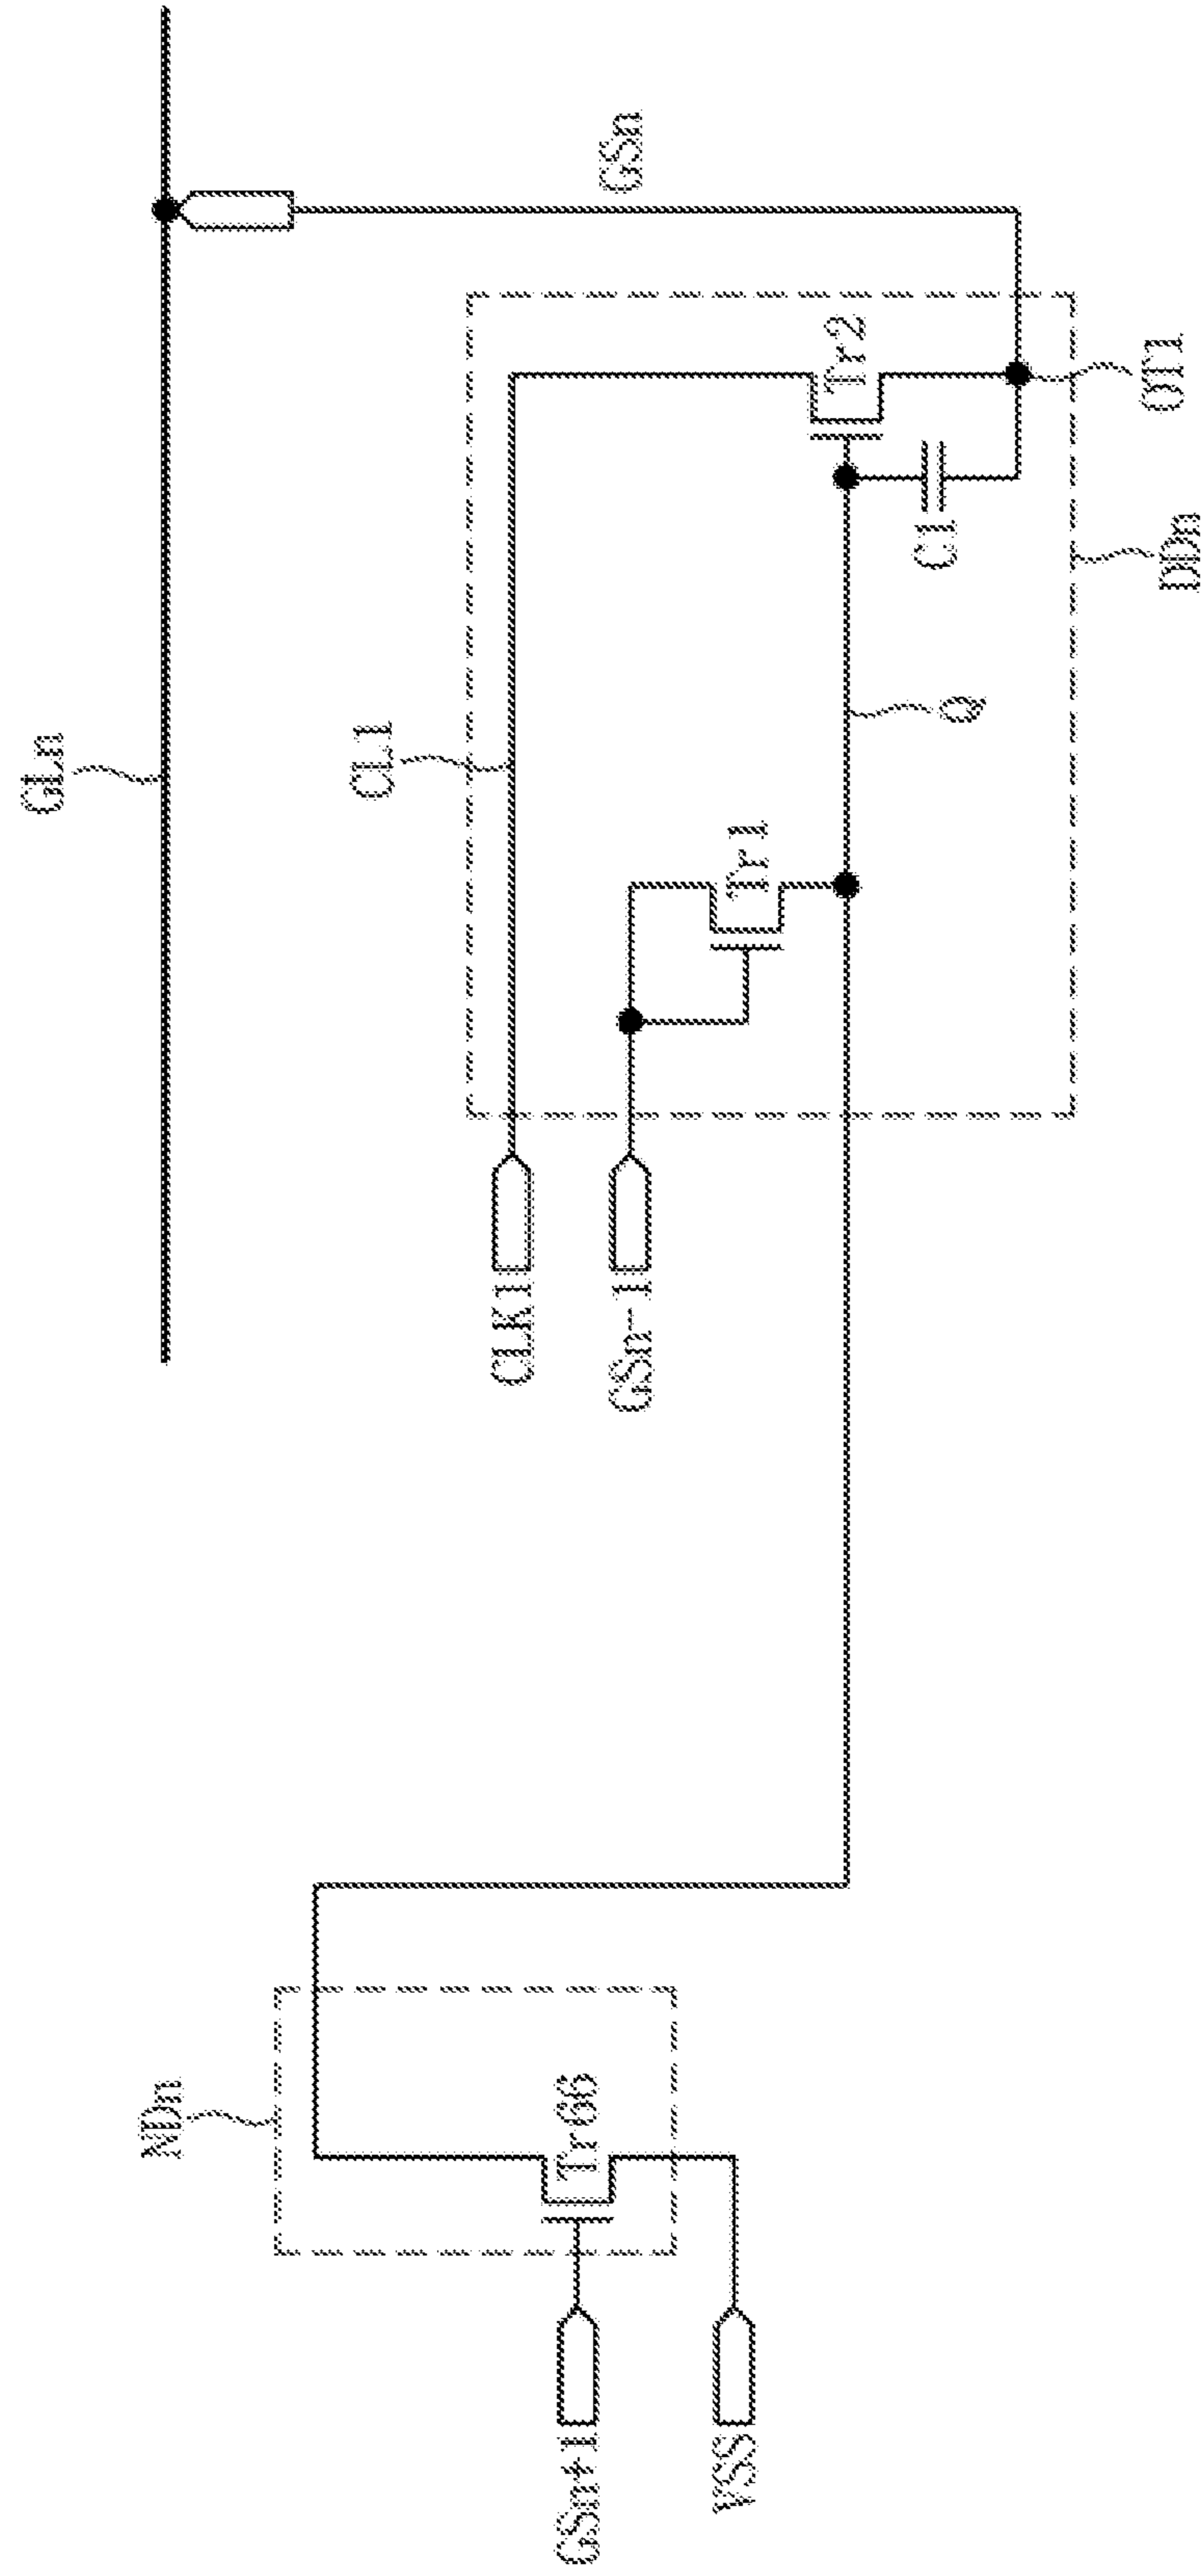 GLn
GSn
CL1
Tr2
CLK1
Tr1
GSn-1
C1
OT1
Q
DDn
NDn
Tr66
GSn+1
VSS